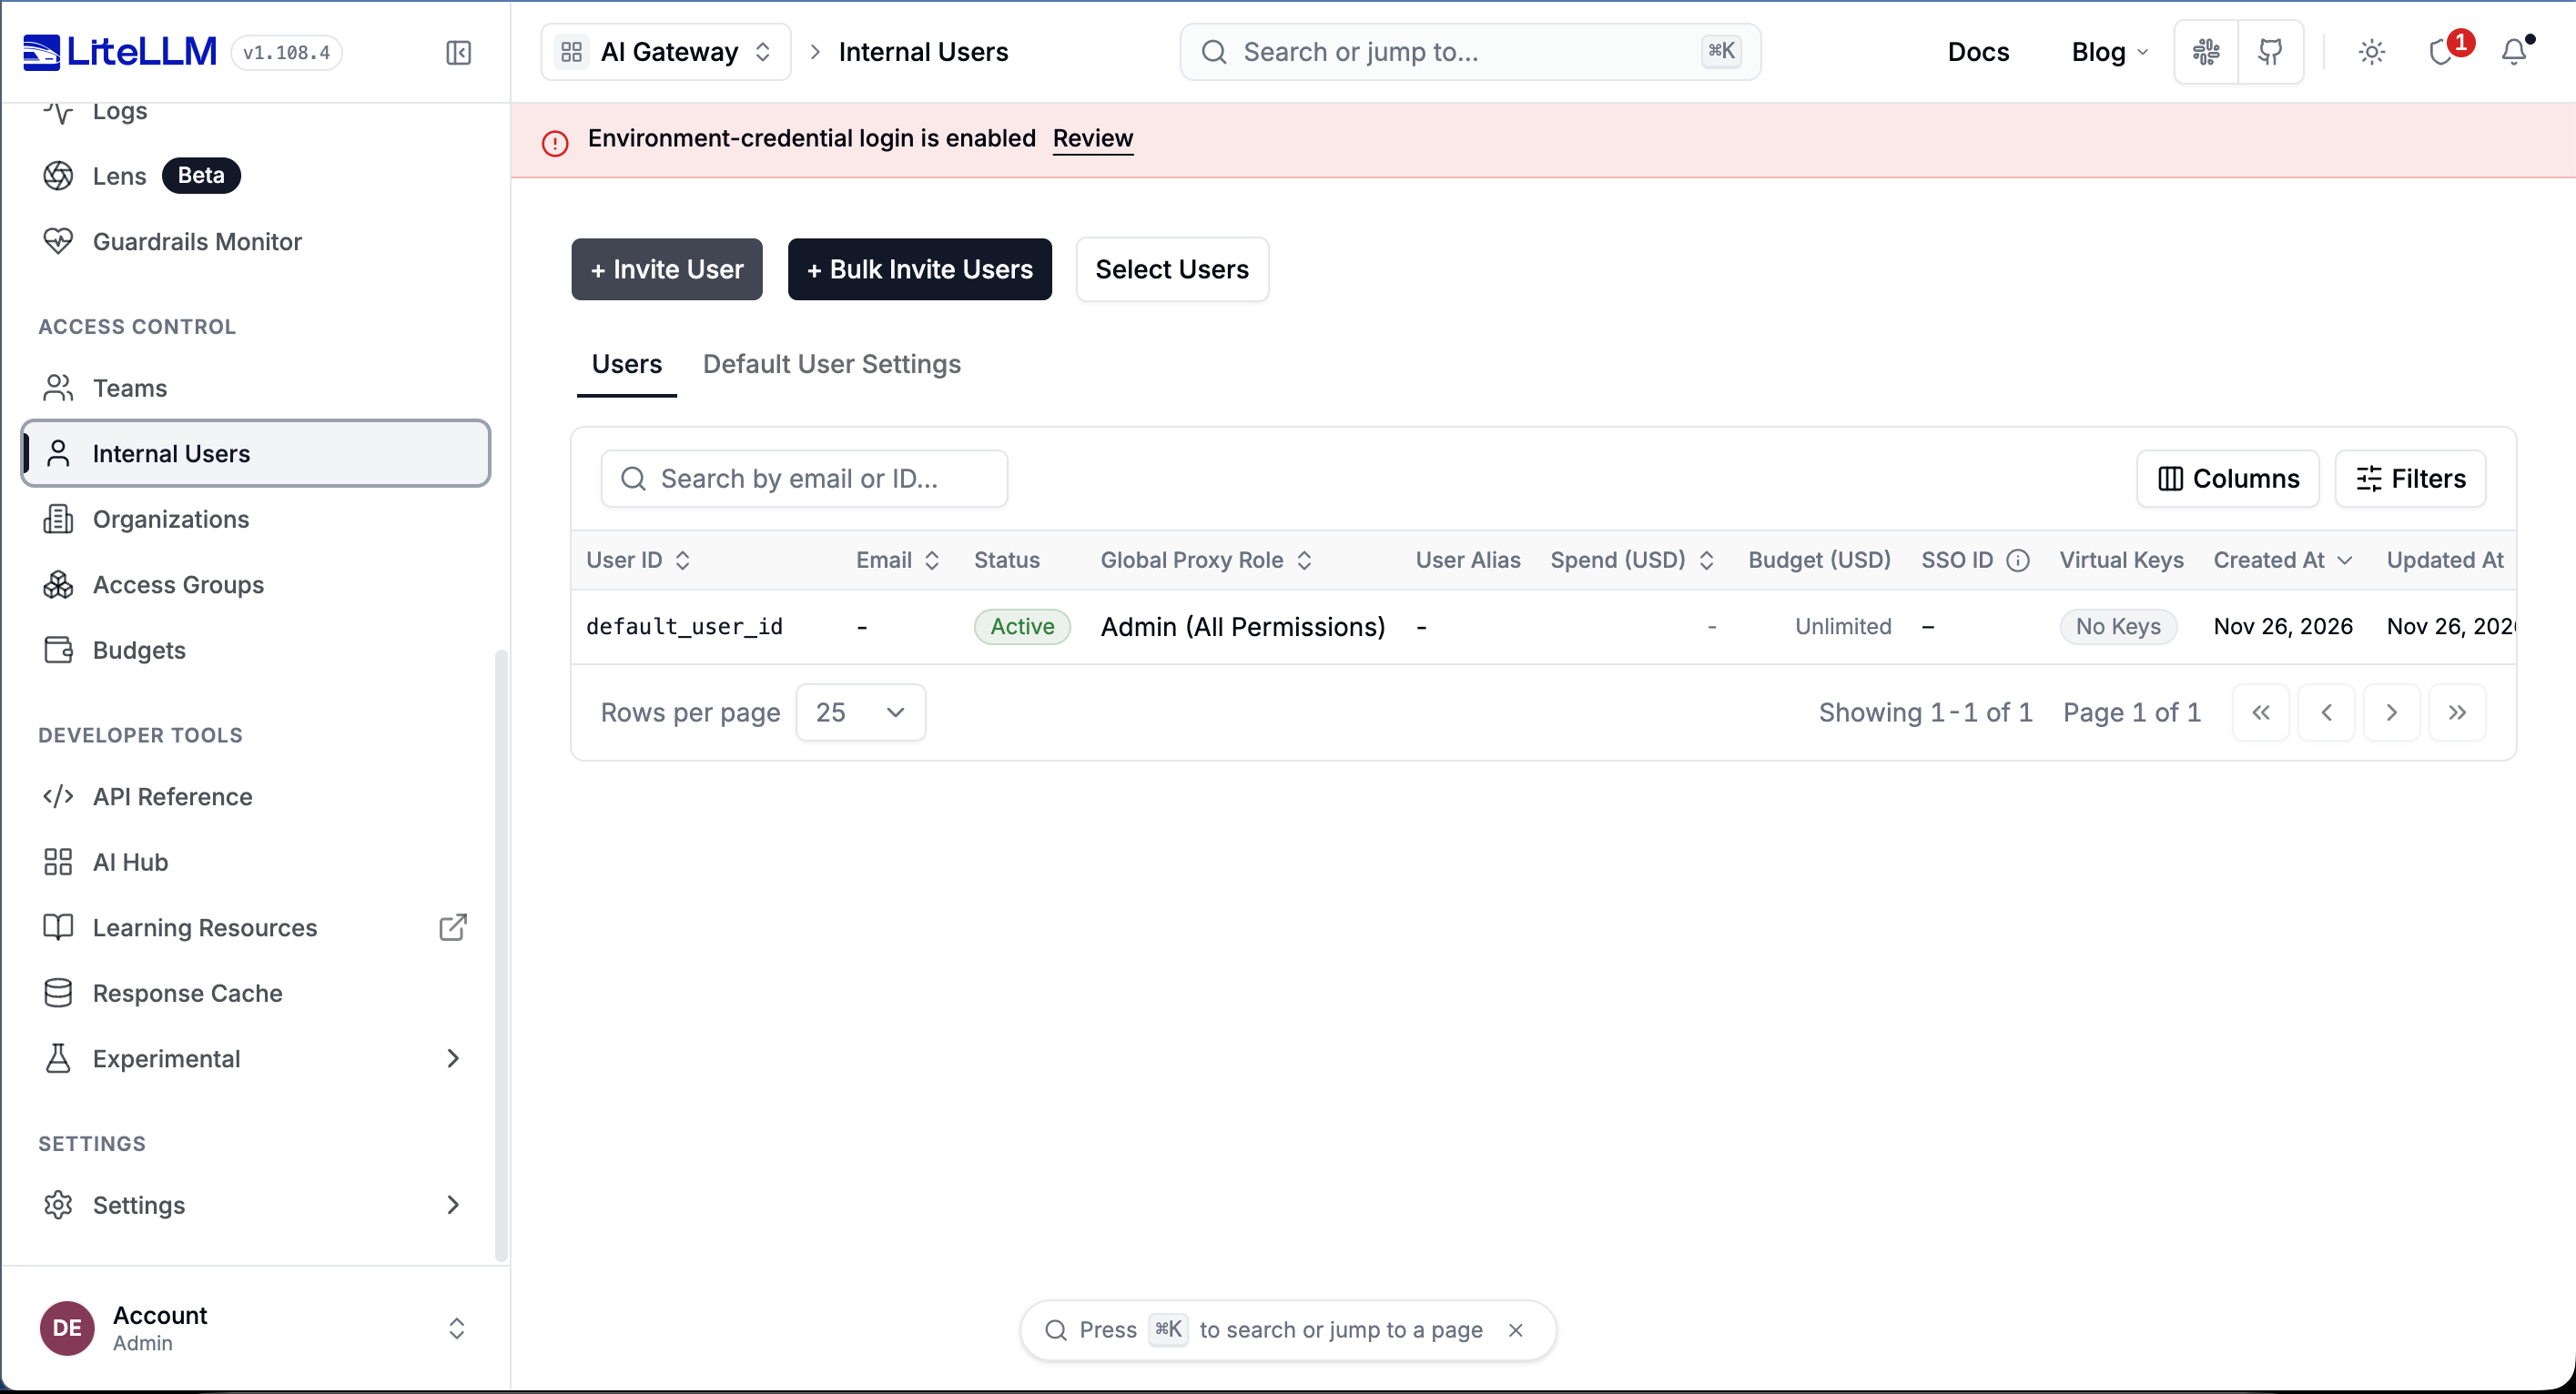 LiteLLM v1.108.4
AI Gateway > Internal Users
Search or jump to... ⌘K
Docs Blog
1
Logs
Lens Beta
Guardrails Monitor
ACCESS CONTROL
Teams
Internal Users
Organizations
Access Groups
Budgets
DEVELOPER TOOLS
API Reference
AI Hub
Learning Resources
Response Cache
Experimental
SETTINGS
Settings
DE Account
Admin
Environment-credential login is enabled Review
+ Invite User + Bulk Invite Users Select Users
Users Default User Settings
Search by email or ID... Columns Filters
User ID Email Status Global Proxy Role User Alias Spend (USD) Budget (USD) SSO ID Virtual Keys Created At Updated At
default_user_id - Active Admin (All Permissions) - - Unlimited – No Keys Nov 26, 2026 Nov 26, 202
Rows per page 25 Showing 1-1 of 1 Page 1 of 1
Press ⌘K to search or jump to a page